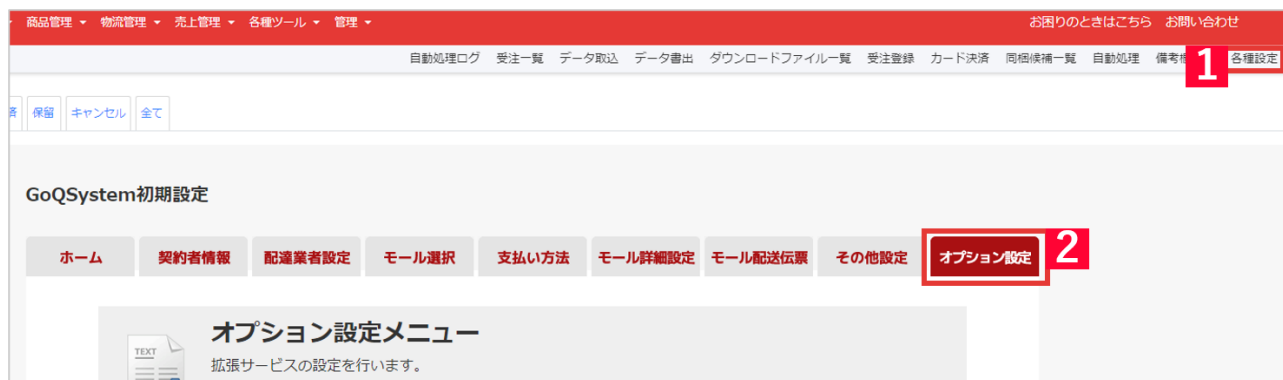 商品管理 ▾ 物流管理 ▾ 売上管理 ▾ 各種ツール ▾ 管理 ▾ お困りのときはこちら お問い合わせ
自動処理ログ 受注一覧 データ取込 データ書出 ダウンロードファイル一覧 受注登録 カード決済 同梱候補一覧 自動処理 備考 1 各種設定
保留 キャンセル 全て
GoQSystem初期設定
ホーム 契約者情報 配達業者設定 モール選択 支払い方法 モール詳細設定 モール配送伝票 その他設定 オプション設定 2
オプション設定メニュー
TEXT
拡張サービスの設定を行います。